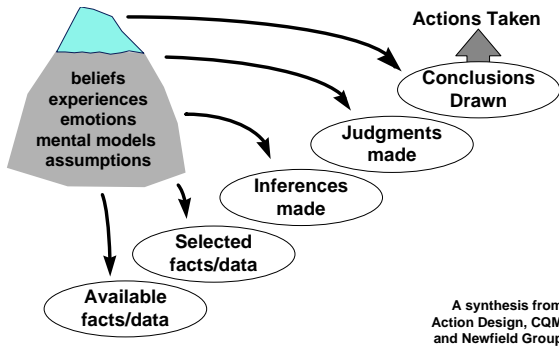 Actions Taken
Conclusions
Drawn
beliefs
experiences
emotions
mental models
assumptions
Judgments
made
Inferences
made
Selected
facts/data
Available
facts/data
A synthesis from
Action Design, CQM
and Newfield Group